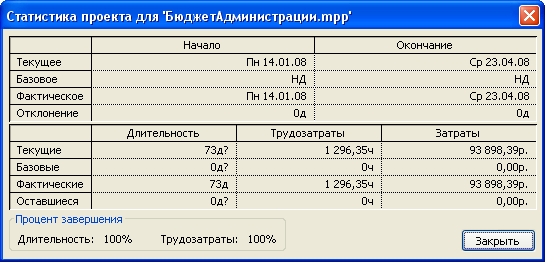 Статистика проекта для 'БюджетАдминистрации.mpp'
Начало Окончание
Текущее Пн 14.01.08 Ср 23.04.08
Базовое НД НД
Фактическое Пн 14.01.08 Ср 23.04.08
Отклонение 0д 0д
Длительность Трудозатраты Затраты
Текущие 73д? 1 296,35ч 93 898,39р.
Базовые 0д? 0ч 0,00р.
Фактические 73д 1 296,35ч 93 898,39р.
Оставшиеся 0д? 0ч 0,00р.
Процент завершения
Длительность: 100% Трудозатраты: 100% Закрыть